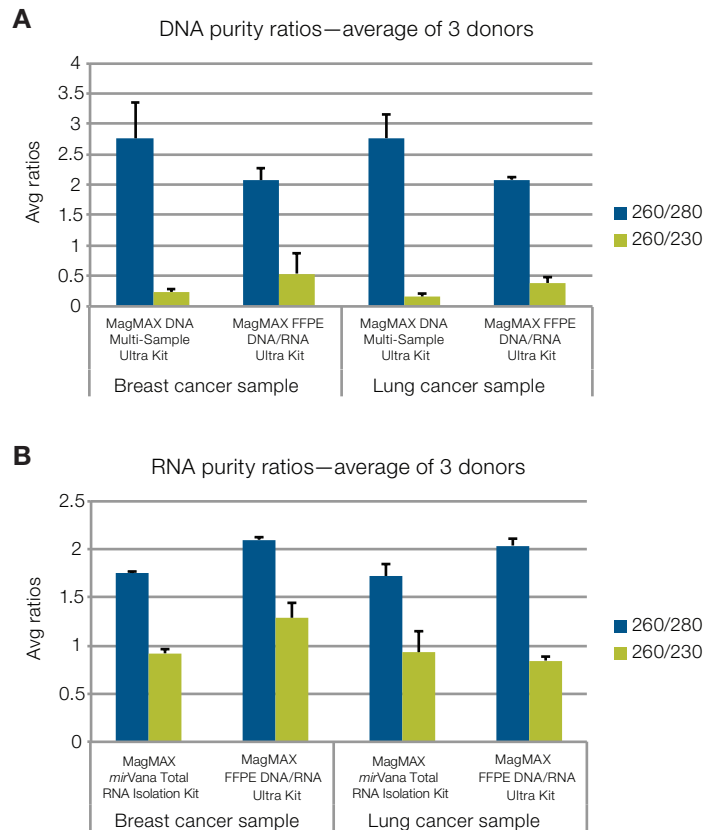 A
DNA purity ratios—average of 3 donors
4
3.5
3
2.5
2
1.5
1
0.5
0
Avg ratios
260/280
260/230
MagMAX DNA
Multi-Sample
Ultra Kit
MagMAX FFPE
DNA/RNA
Ultra Kit
MagMAX DNA
Multi-Sample
Ultra Kit
MagMAX FFPE
DNA/RNA
Ultra Kit
Breast cancer sample
Lung cancer sample
B
RNA purity ratios—average of 3 donors
2.5
2
1.5
1
0.5
0
Avg ratios
260/280
260/230
MagMAX
mirVana Total
RNA Isolation Kit
MagMAX
FFPE DNA/RNA
Ultra Kit
MagMAX
mirVana Total
RNA Isolation Kit
MagMAX
FFPE DNA/RNA
Ultra Kit
Breast cancer sample
Lung cancer sample